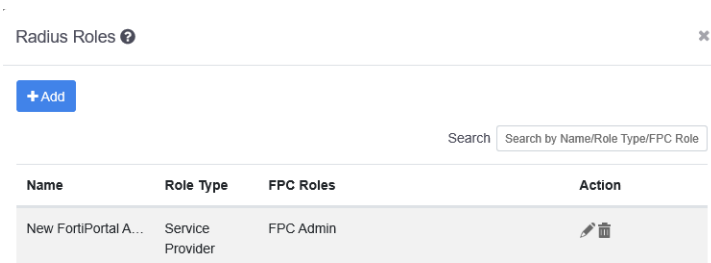 Radius Roles
+ Add
Search Search by Name/Role Type/FPC Role
Name Role Type FPC Roles Action
New FortiPortal A... Service Provider FPC Admin